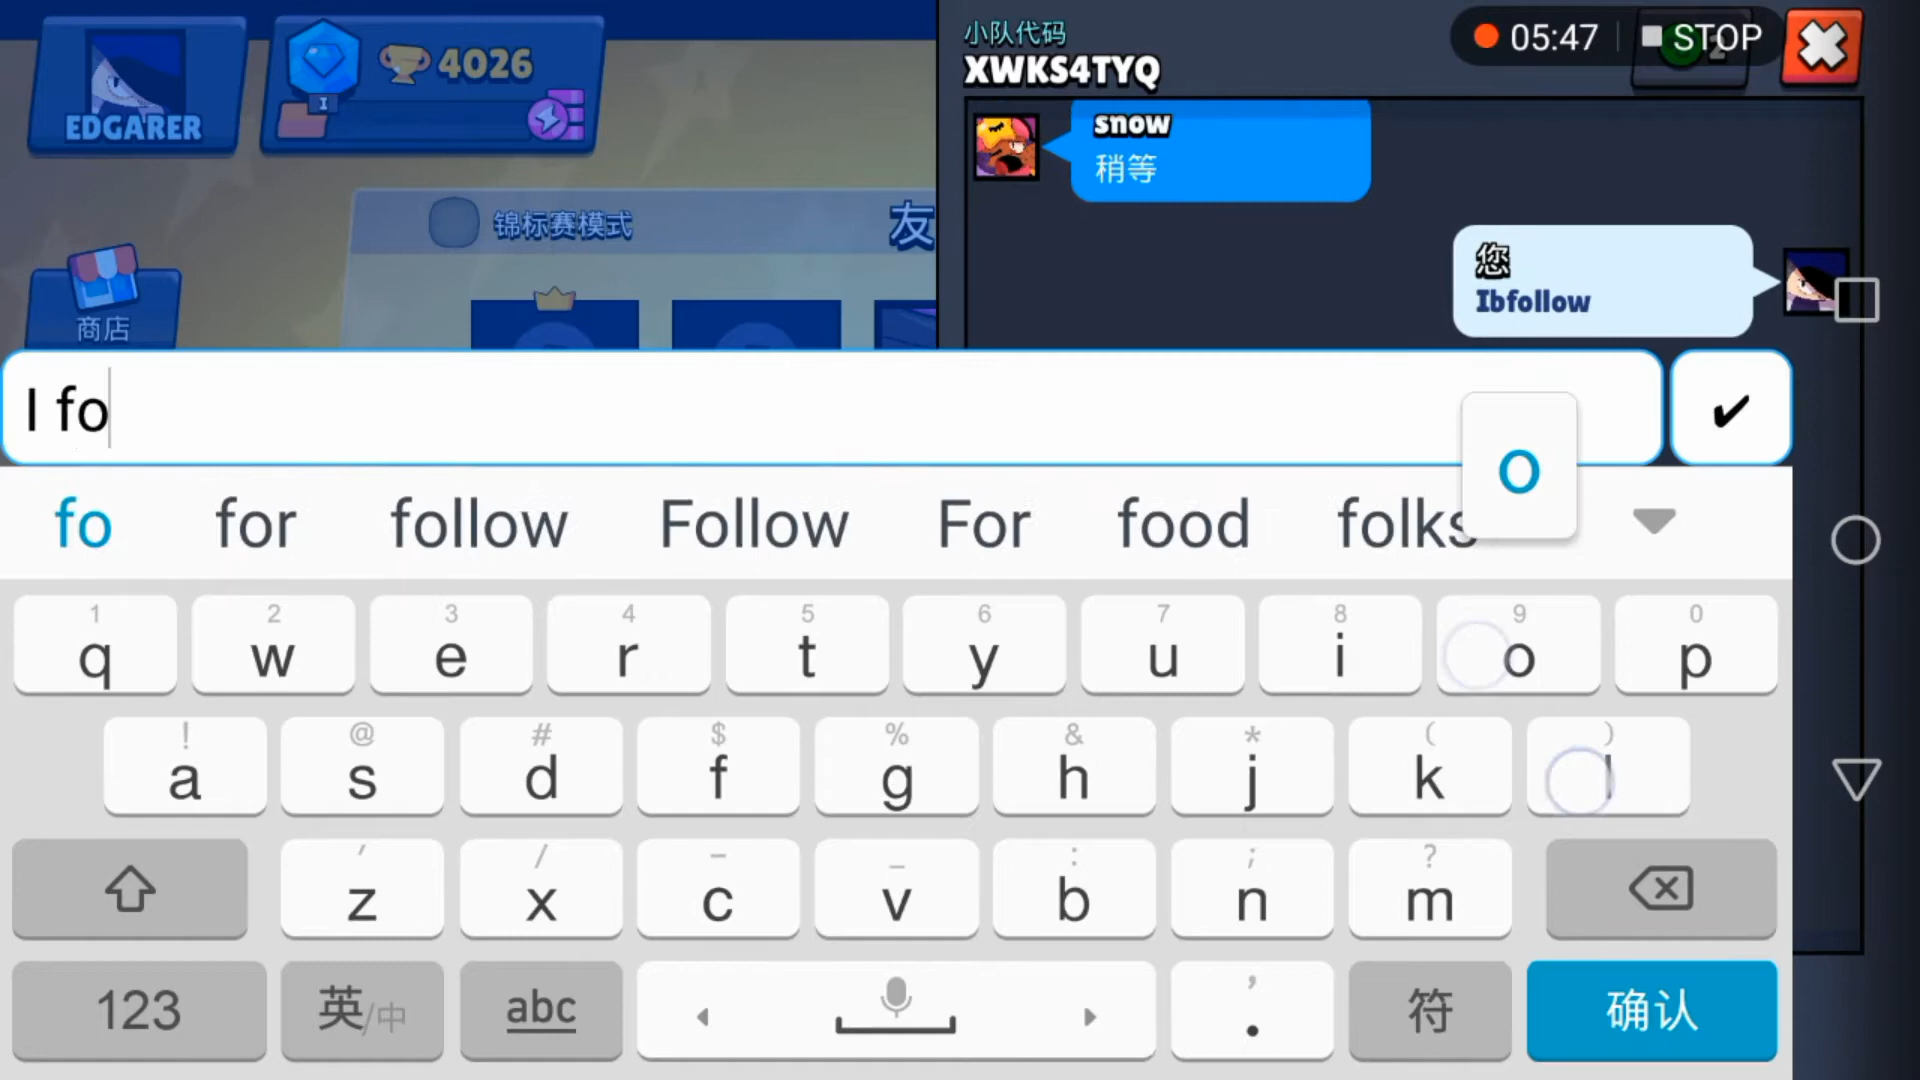 EDGARER
I
4026
小队代码
XWKS4TYQ
05:47
STOP
2
snow
稍等
锦标赛模式
友
商店
您
Ibfollow
I fo
✔
o
fo for follow Follow For food folks
1 2 3 4 5 6 7 8 9 0
q w e r t y u i o p
! @ # $ % & * ( )
a s d f g h j k l
' / – _ : ; ?
z x c v b n m
123 英/中 abc , . 符 确认